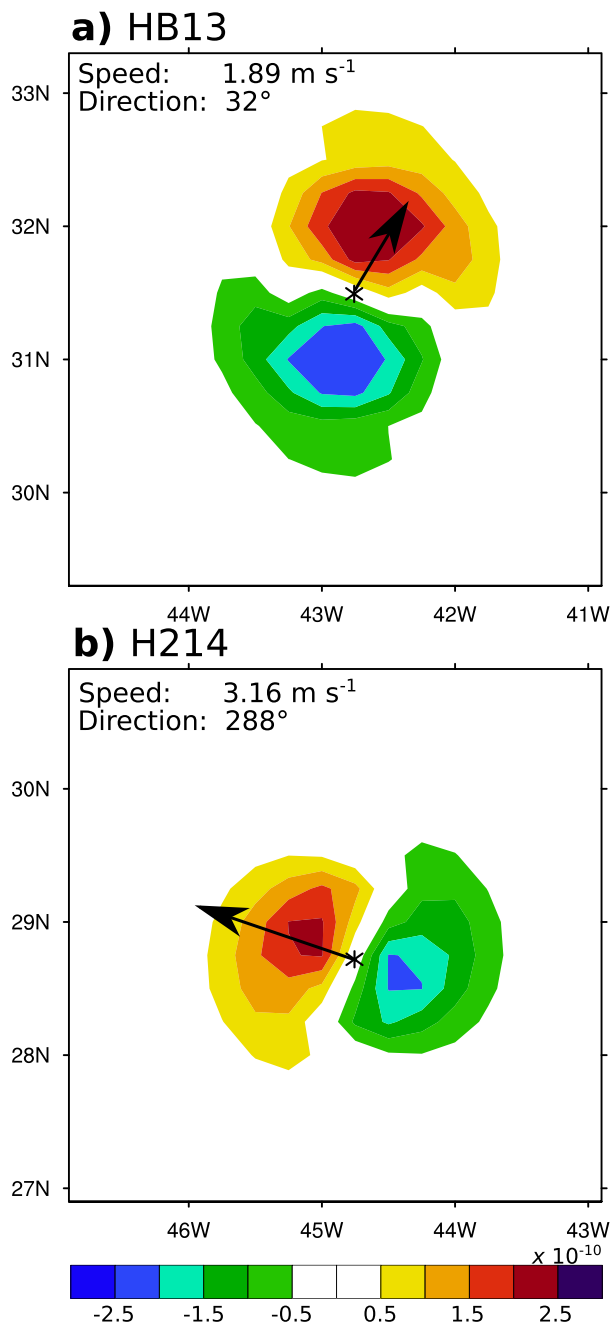 a) HB13
Speed: 1.89 m s⁻¹
Direction: 32°
33N
32N
31N
30N
44W 43W 42W 41W
b) H214
Speed: 3.16 m s⁻¹
Direction: 288°
30N
29N
28N
27N
46W 45W 44W 43W
x 10⁻¹⁰
-2.5 -1.5 -0.5 0.5 1.5 2.5